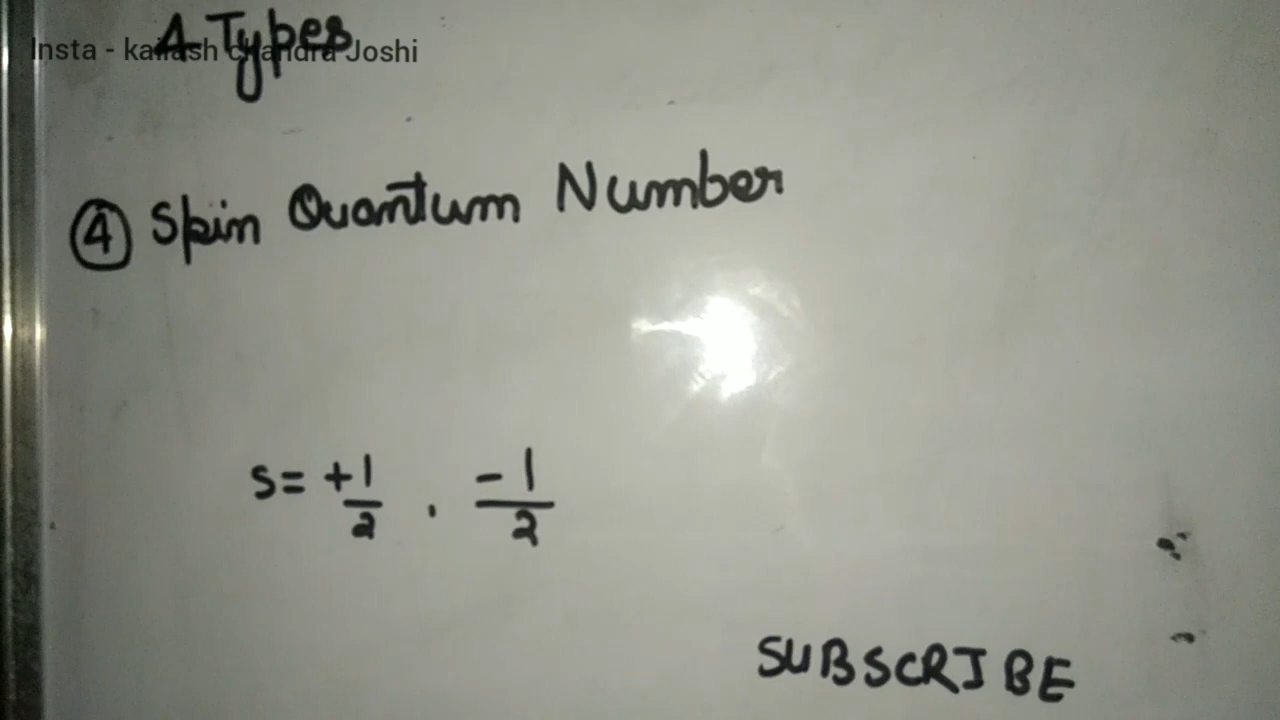 4 Types
Insta - kailash chandra Joshi
④ Spin Quantum Number
s= +1/2 , -1/2
SUBSCRIBE